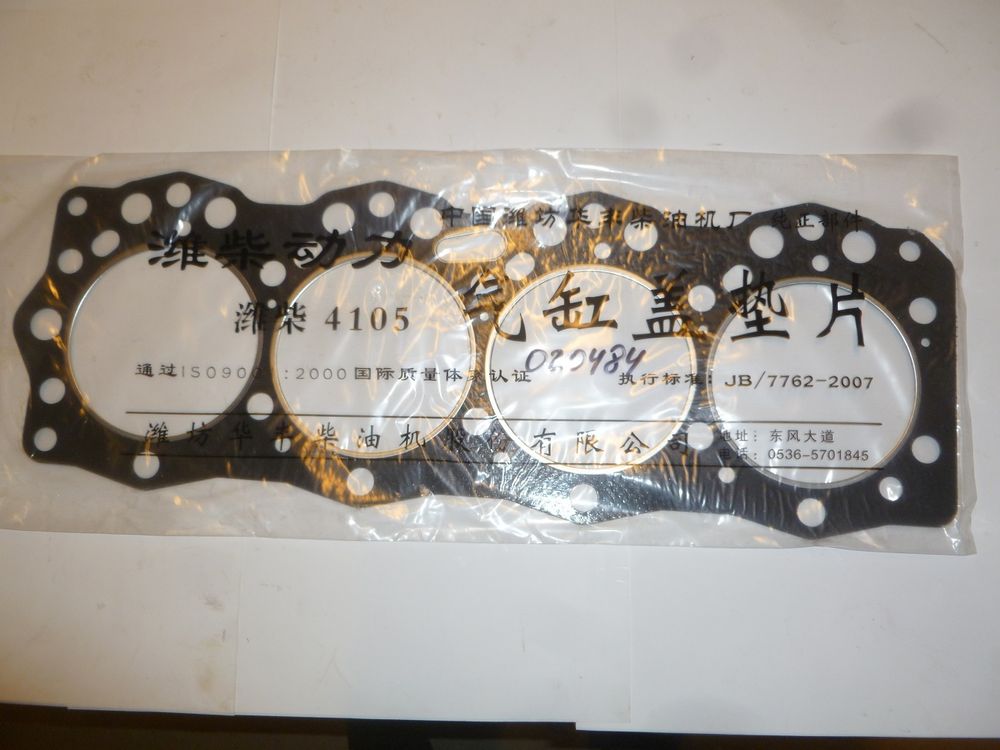 中国潍坊华丰柴油机厂 纯正部件
潍柴动力
气缸盖垫片
潍柴 4105
020484
通过ISO9001:2000国际质量体系认证
执行标准: JB/7762-2007
潍坊华丰柴油机股份有限公司
地址: 东风大道
电话: 0536-5701845